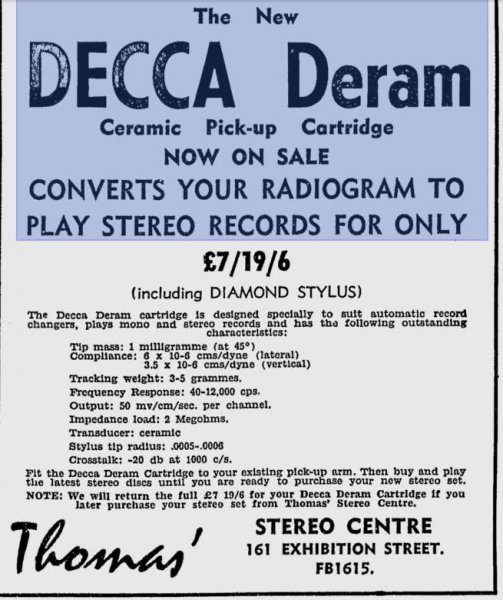 The New
DECCA Deram
Ceramic Pick-up Cartridge
NOW ON SALE
CONVERTS YOUR RADIOGRAM TO
PLAY STEREO RECORDS FOR ONLY
£7/19/6
(including DIAMOND STYLUS)
The Decca Deram cartridge is designed specially to suit automatic record
changers, plays mono and stereo records and has the following outstanding
characteristics:
Tip mass: 1 milligramme (at 45°)
Compliance: 6 x 10-6 cms/dyne (lateral)
3.5 x 10-6 cms/dyne (vertical)
Tracking weight: 3-5 grammes.
Frequency Response: 40-12,000 cps.
Output: 50 mv/cm/sec. per channel.
Impedance load: 2 Megohms.
Transducer: ceramic
Stylus tip radius: .0005-.0006
Crosstalk: -20 db at 1000 c/s.
Fit the Decca Deram Cartridge to your existing pick-up arm. Then buy and play
the latest stereo discs until you are ready to purchase your new stereo set.
NOTE: We will return the full £7 19/6 for your Decca Deram Cartridge if you
later purchase your stereo set from Thomas' Stereo Centre.
Thomas'
STEREO CENTRE
161 EXHIBITION STREET.
FB1615.